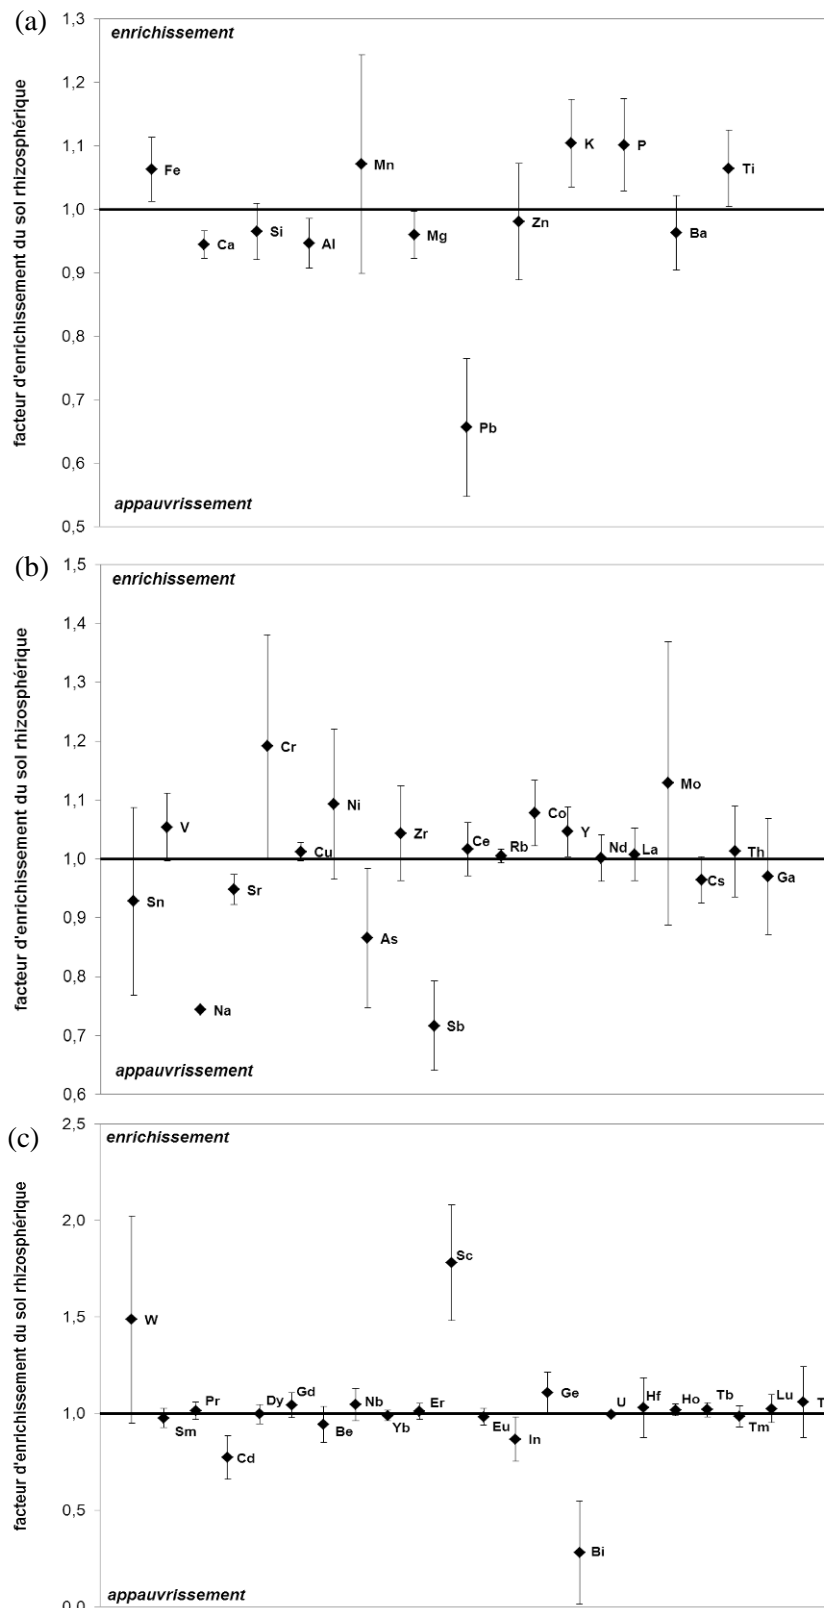 (a)
1,3
enrichissement
1,2
1,1
1,0
0,9
0,8
0,7
0,6
0,5
facteur d'enrichissement du sol rhizosphérique
Fe
Ca
Si
Al
Mn
Mg
Pb
Zn
K
P
Ba
Ti
appauvrissement
(b)
1,5
enrichissement
1,4
1,3
1,2
1,1
1,0
0,9
0,8
0,7
0,6
facteur d'enrichissement du sol rhizosphérique
Sn
V
Na
Sr
Cr
Cu
Ni
As
Zr
Sb
Ce
Rb
Co
Y
Nd
La
Mo
Cs
Th
Ga
appauvrissement
(c)
2,5
enrichissement
2,0
1,5
1,0
0,5
0,0
facteur d'enrichissement du sol rhizosphérique
W
Sm
Pr
Cd
Dy
Gd
Be
Nb
Yb
Er
Sc
Eu
In
Ge
Bi
U
Hf
Ho
Tb
Tm
Lu
appauvrissement